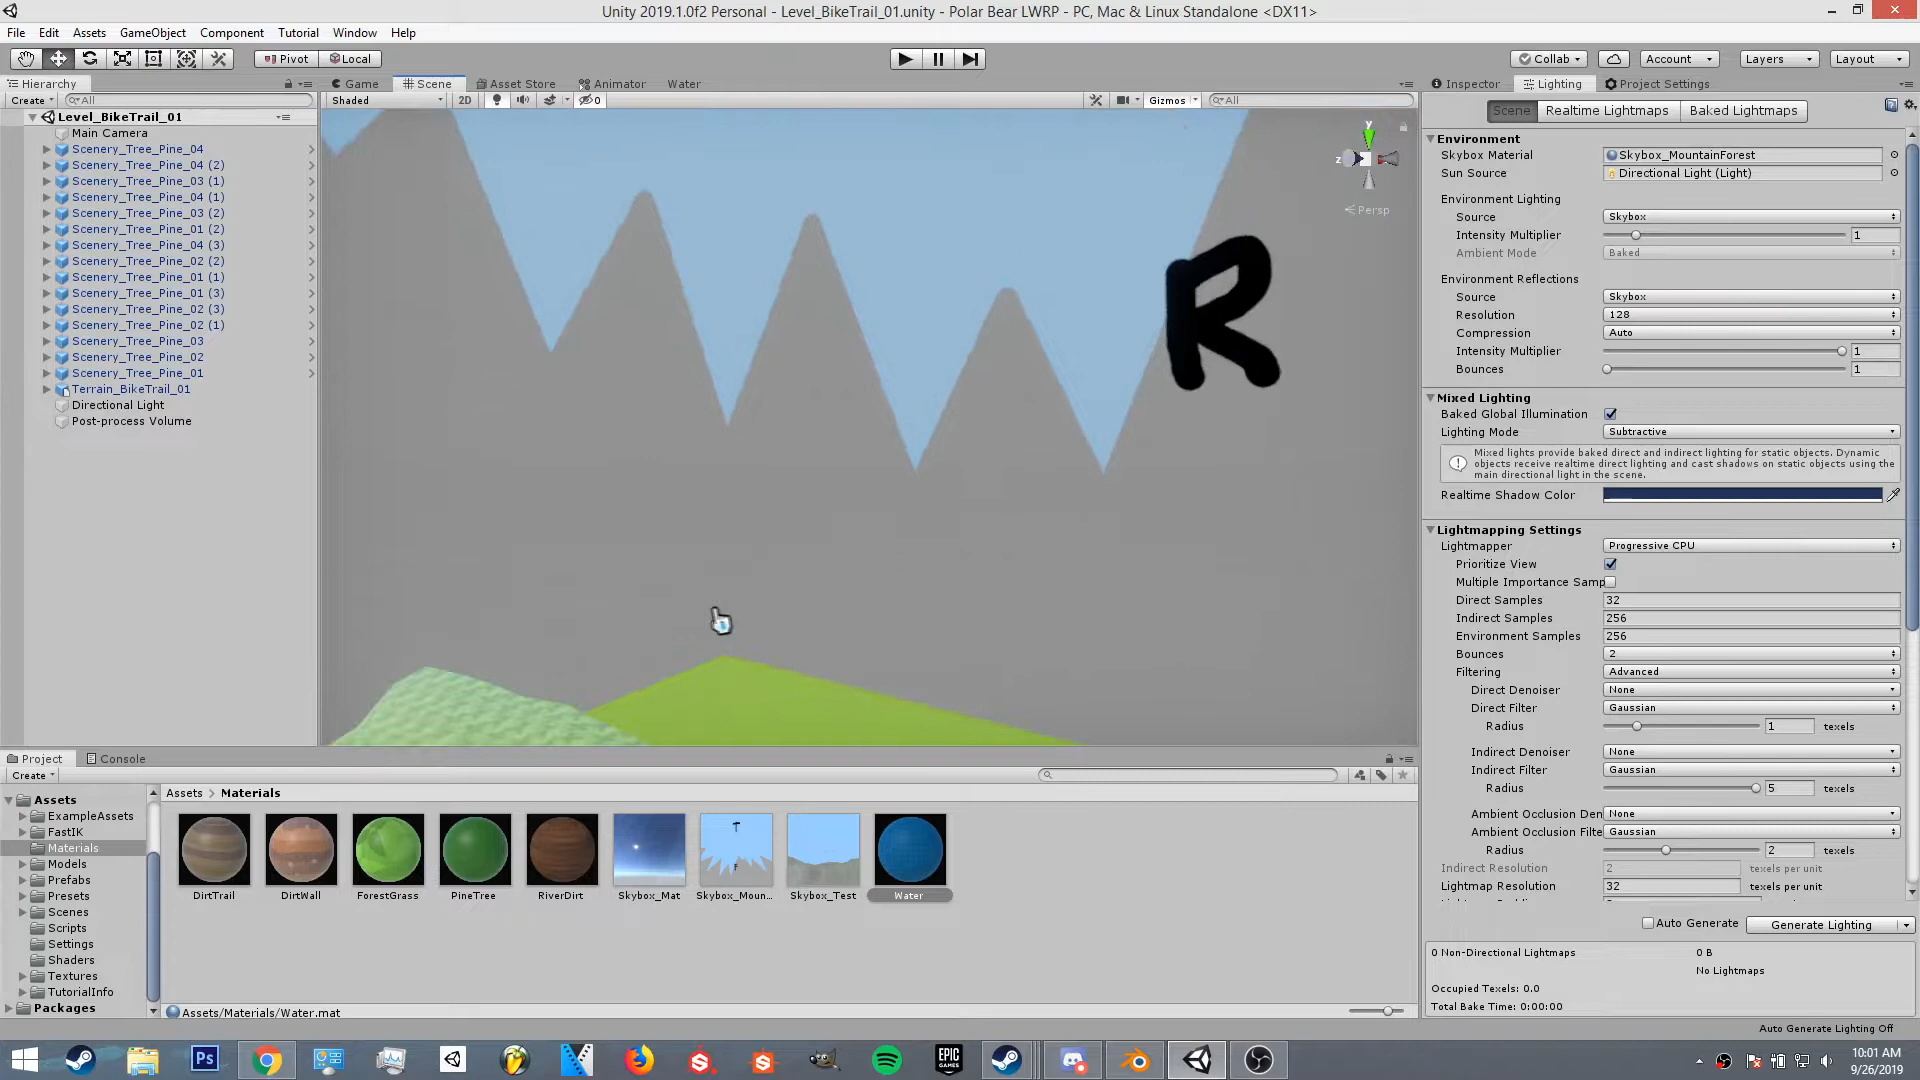 Unity 2019.1.0f2 Personal - Level_BikeTrail_01.unity - Polar Bear LWRP - PC, Mac & Linux Standalone <DX11>
File Edit Assets GameObject Component Tutorial Window Help
Pivot Local Collab Account Layers Layout
Hierarchy
Create All
Level_BikeTrail_01
Main Camera
Scenery_Tree_Pine_04
Scenery_Tree_Pine_04 (2)
Scenery_Tree_Pine_03 (1)
Scenery_Tree_Pine_04 (1)
Scenery_Tree_Pine_03 (2)
Scenery_Tree_Pine_01 (2)
Scenery_Tree_Pine_04 (3)
Scenery_Tree_Pine_02 (2)
Scenery_Tree_Pine_01 (1)
Scenery_Tree_Pine_01 (3)
Scenery_Tree_Pine_02 (3)
Scenery_Tree_Pine_02 (1)
Scenery_Tree_Pine_03
Scenery_Tree_Pine_02
Scenery_Tree_Pine_01
Terrain_BikeTrail_01
Directional Light
Post-process Volume
Game Scene Asset Store Animator Water
Shaded 2D 0 Gizmos All
y
z
Persp
R
Inspector Lighting Project Settings
Scene Realtime Lightmaps Baked Lightmaps
Environment
Skybox Material Skybox_MountainForest
Sun Source Directional Light (Light)
Environment Lighting
Source Skybox
Intensity Multiplier 1
Ambient Mode Baked
Environment Reflections
Source Skybox
Resolution 128
Compression Auto
Intensity Multiplier 1
Bounces 1
Mixed Lighting
Baked Global Illumination
Lighting Mode Subtractive
Mixed lights provide baked direct and indirect lighting for static objects. Dynamic
objects receive realtime direct lighting and cast shadows on static objects using the
main directional light in the scene.
Realtime Shadow Color
Lightmapping Settings
Lightmapper Progressive CPU
Prioritize View
Multiple Importance Samp
Direct Samples 32
Indirect Samples 256
Environment Samples 256
Bounces 2
Filtering Advanced
Direct Denoiser None
Direct Filter Gaussian
Radius 1 texels
Indirect Denoiser None
Indirect Filter Gaussian
Radius 5 texels
Ambient Occlusion Den None
Ambient Occlusion Filte Gaussian
Radius 2 texels
Indirect Resolution 2 texels per unit
Lightmap Resolution 32 texels per unit
Auto Generate Generate Lighting
0 Non-Directional Lightmaps 0 B
No Lightmaps
Occupied Texels: 0.0
Total Bake Time: 0:00:00
Auto Generate Lighting Off
Project Console
Create
Assets
ExampleAssets
FastIK
Materials
Models
Prefabs
Presets
Scenes
Scripts
Settings
Shaders
Textures
TutorialInfo
Packages
Assets > Materials
T
F
DirtTrail DirtWall ForestGrass PineTree RiverDirt Skybox_Mat Skybox_Moun... Skybox_Test Water
Assets/Materials/Water.mat
Ps
EPIC
GAMES
10:01 AM
9/26/2019